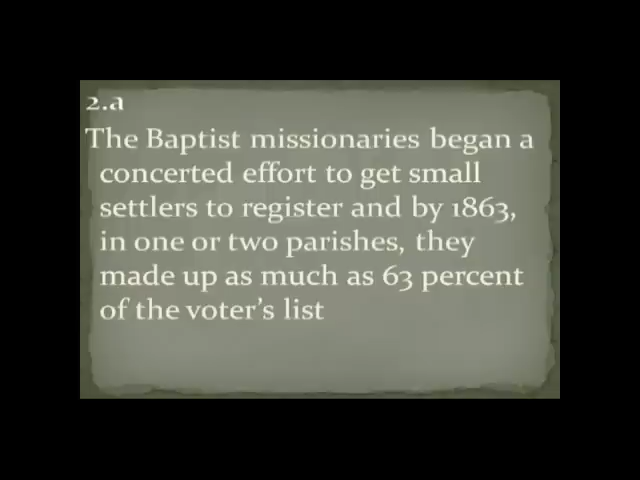 2.a
The Baptist missionaries began a
concerted effort to get small
settlers to register and by 1863,
in one or two parishes, they
made up as much as 63 percent
of the voter's list